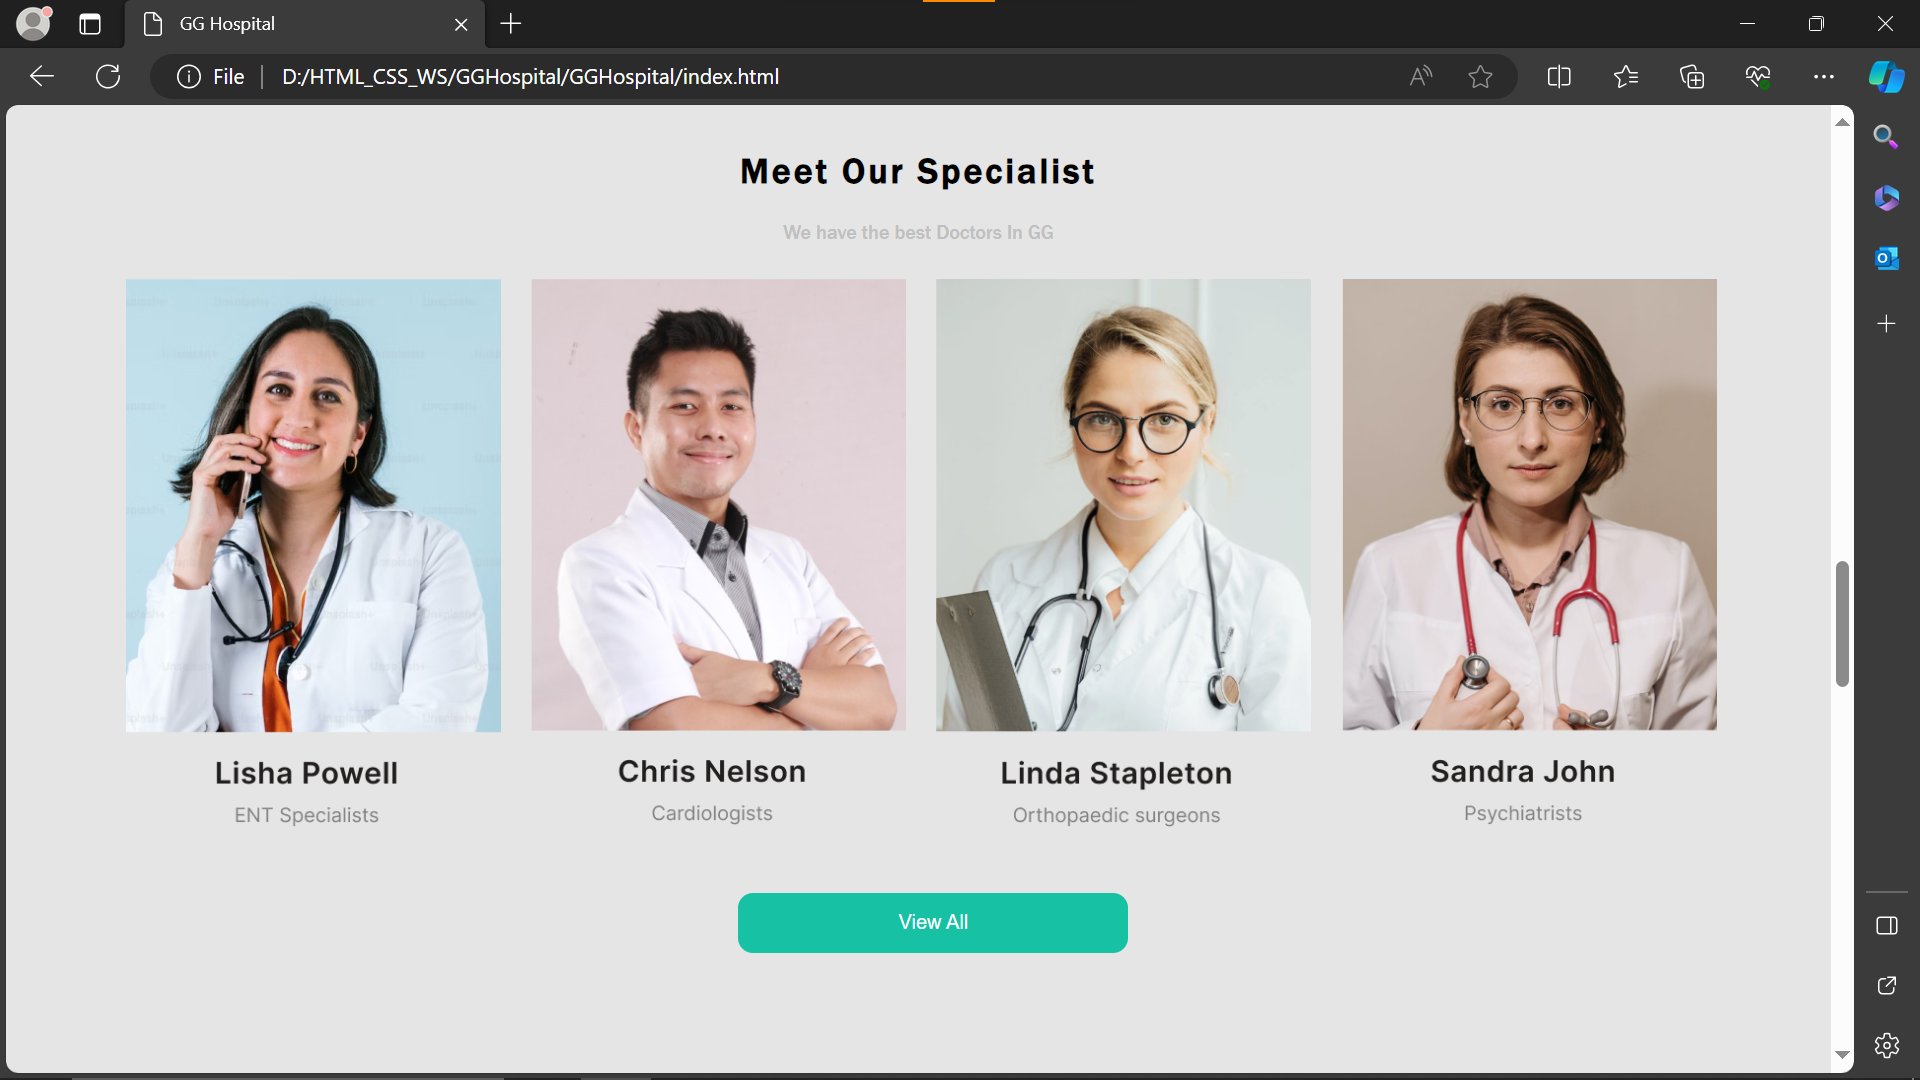 GG Hospital
File
D:/HTML_CSS_WS/GGHospital/GGHospital/index.html
Meet Our Specialist
We have the best Doctors In GG
Lisha Powell
Chris Nelson
Linda Stapleton
Sandra John
ENT Specialists
Cardiologists
Orthopaedic surgeons
Psychiatrists
View All